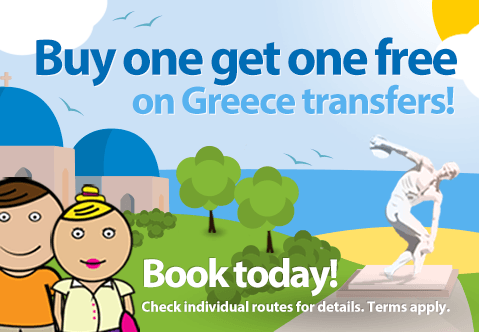 Buy one get one free
on Greece transfers!
Book today!
Check individual routes for details. Terms apply.